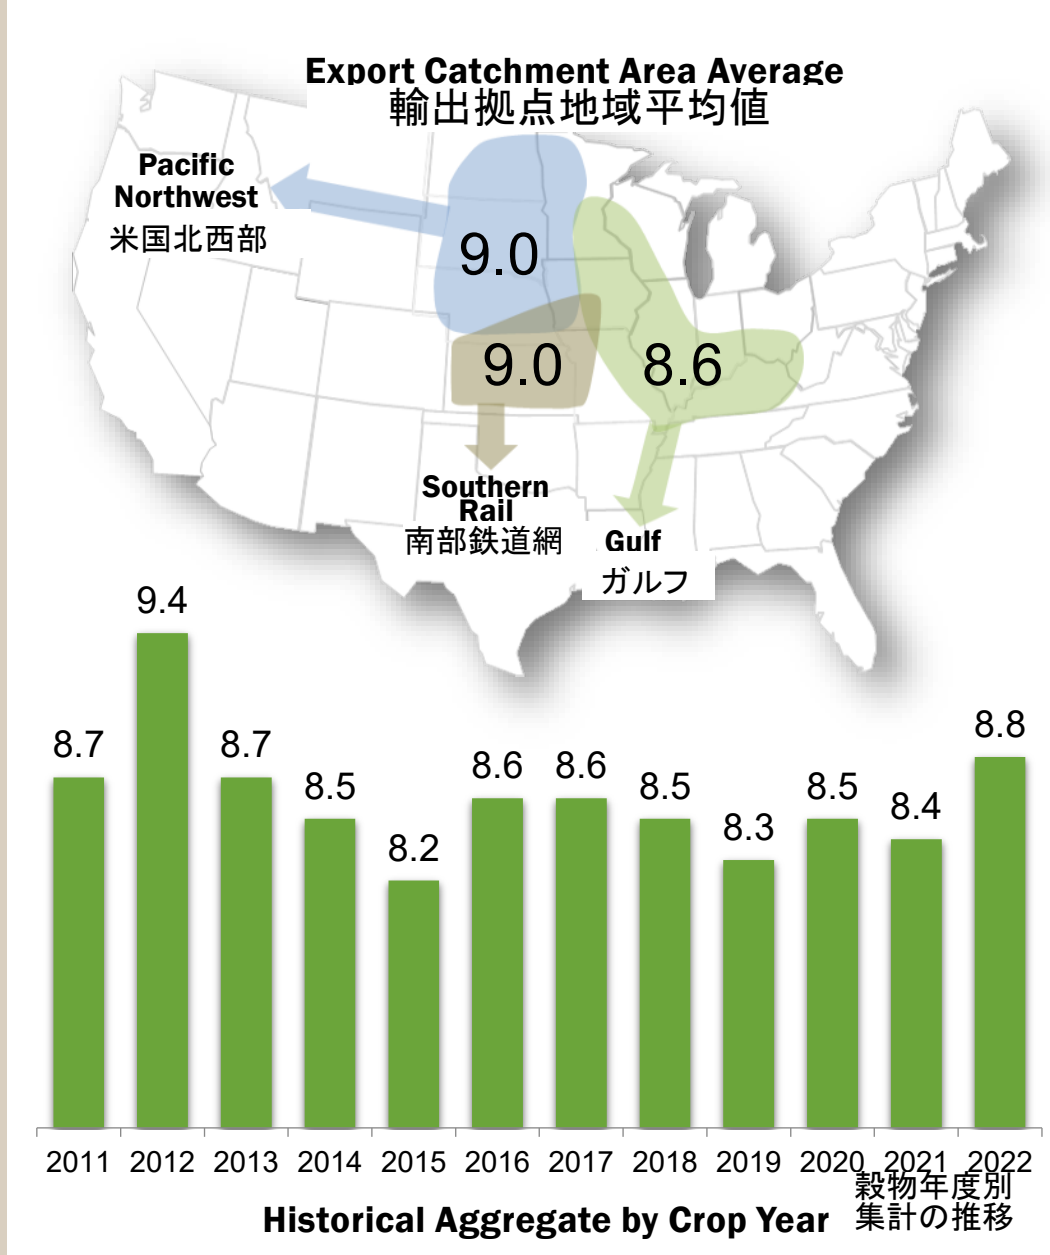 Export Catchment Area Average
輸出拠点地域平均値
Pacific
Northwest
米国北西部
9.0
9.0
8.6
Southern
Rail
南部鉄道網
Gulf
ガルフ
8.7
9.4
8.7
8.5
8.2
8.6
8.6
8.5
8.3
8.5
8.4
8.8
2011 2012 2013 2014 2015 2016 2017 2018 2019 2020 2021 2022
Historical Aggregate by Crop Year
穀物年度別
集計の推移